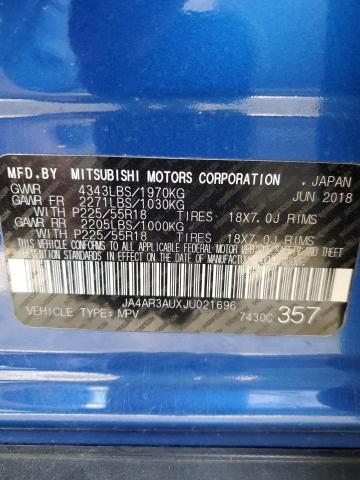 MFD.BY MITSUBISHI MOTORS CORPORATION . JAPAN
GVWR 4343LBS/1970KG JUN 2018
GAWR FR 2271LBS/1030KG
WITH P225/55R18 TIRES 18X7.0J RIMS
GAWR RR 2205LBS/1000KG
WITH P225/55R18 TIRES 18X7.0J RIMS
THIS VEHICLE CONFORMS TO ALL APPLICABLE FEDERAL MOTOR VEHICLE SAFETY AND THEFT
PREVENTION STANDARDS IN EFFECT ON THE DATE OF MANUFACTURE SHOWN ABOVE.
JA4AR3AUXJU021696
VEHICLE TYPE: MPV 7430C 357